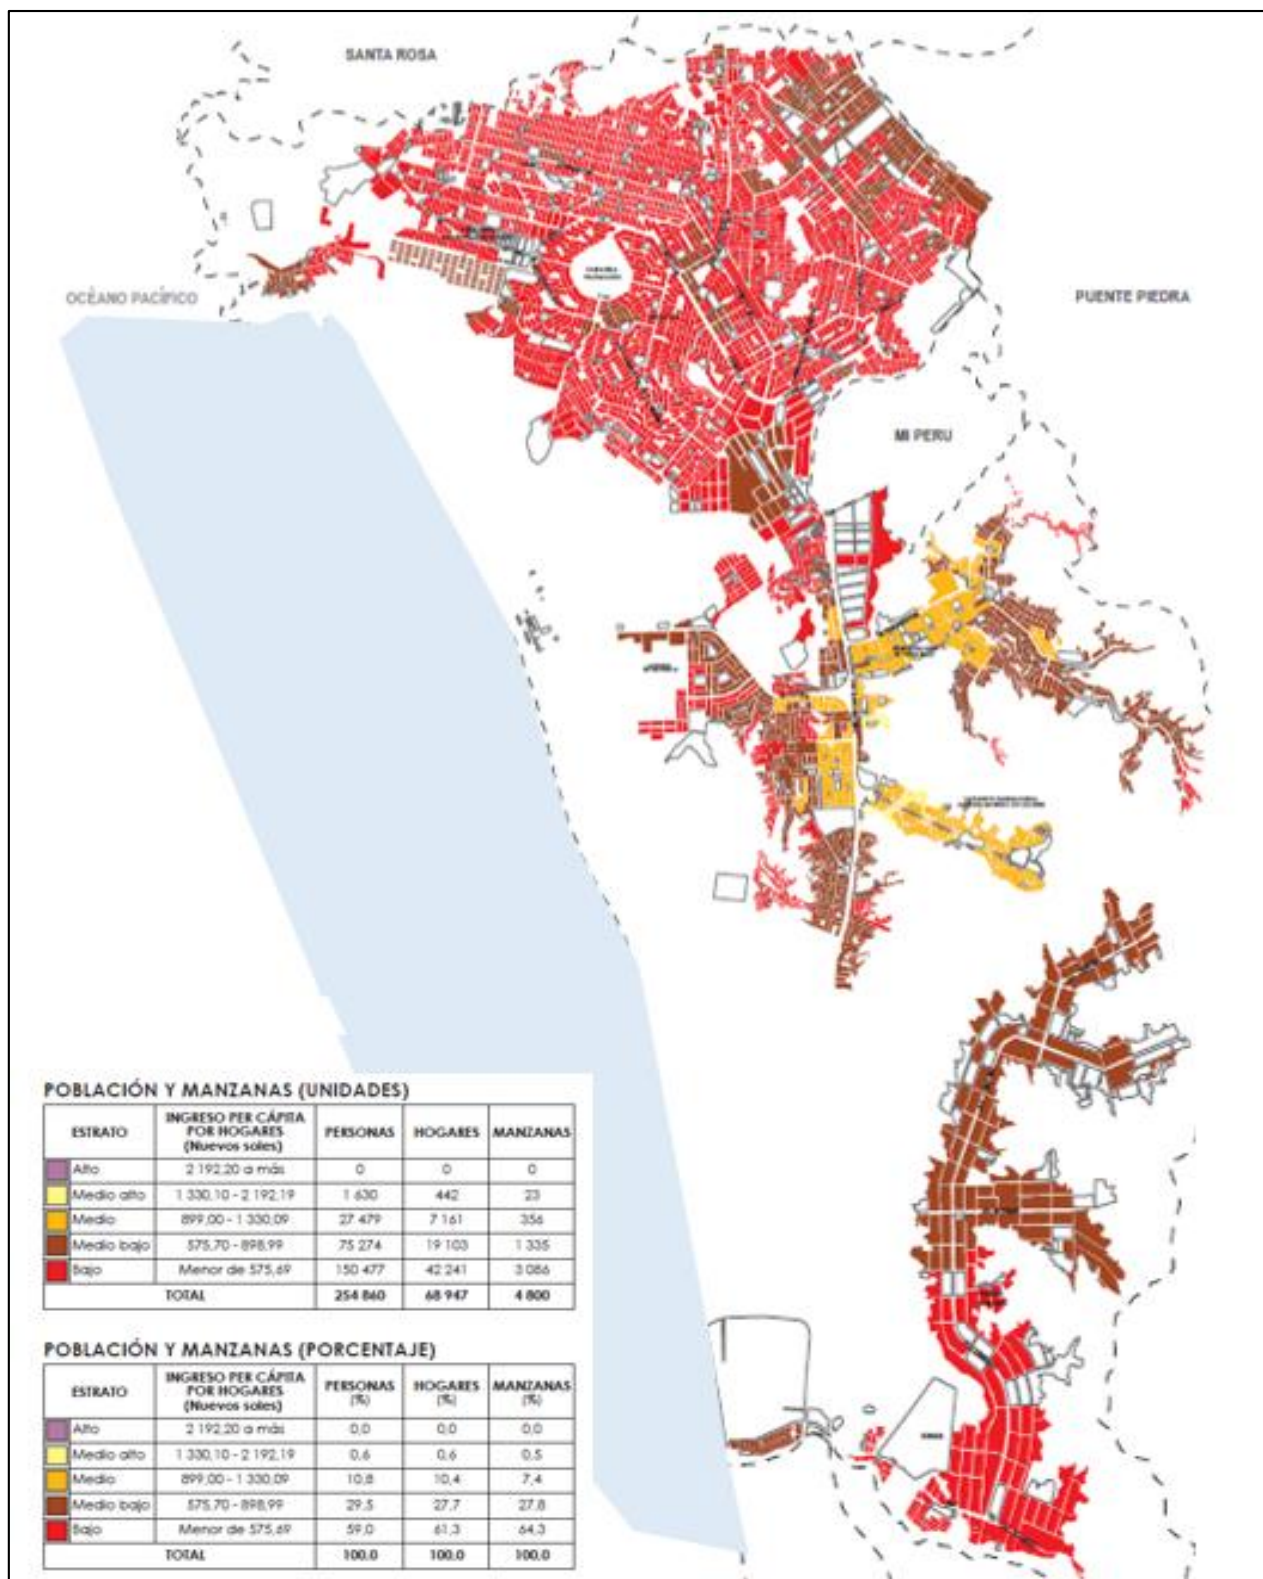 SANTA ROSA
OCÉANO PACÍFICO
PUENTE PIEDRA
MI PERU
POBLACIÓN Y MANZANAS (UNIDADES)
ESTRATO INGRESO PER CÁPITA POR HOGARES (Nuevos soles) PERSONAS HOGARES MANZANAS
Alto 2 192,20 a más 0 0 0
Medio alto 1 330,10 - 2 192,19 1 630 442 23
Medio 899,00 - 1 330,09 27 479 7 161 356
Medio bajo 575,70 - 898,99 75 274 19 103 1 335
Bajo Menor de 575,69 150 477 42 241 3 086
TOTAL 254 860 68 947 4 800
POBLACIÓN Y MANZANAS (PORCENTAJE)
ESTRATO INGRESO PER CÁPITA POR HOGARES (Nuevos soles) PERSONAS (%) HOGARES (%) MANZANAS (%)
Alto 2 192,20 a más 0,0 0,0 0,0
Medio alto 1 330,10 - 2 192,19 0,6 0,6 0,5
Medio 899,00 - 1 330,09 10,8 10,4 7,4
Medio bajo 575,70 - 898,99 29,5 27,7 27,8
Bajo Menor de 575,69 59,0 61,3 64,3
TOTAL 100,0 100,0 100,0